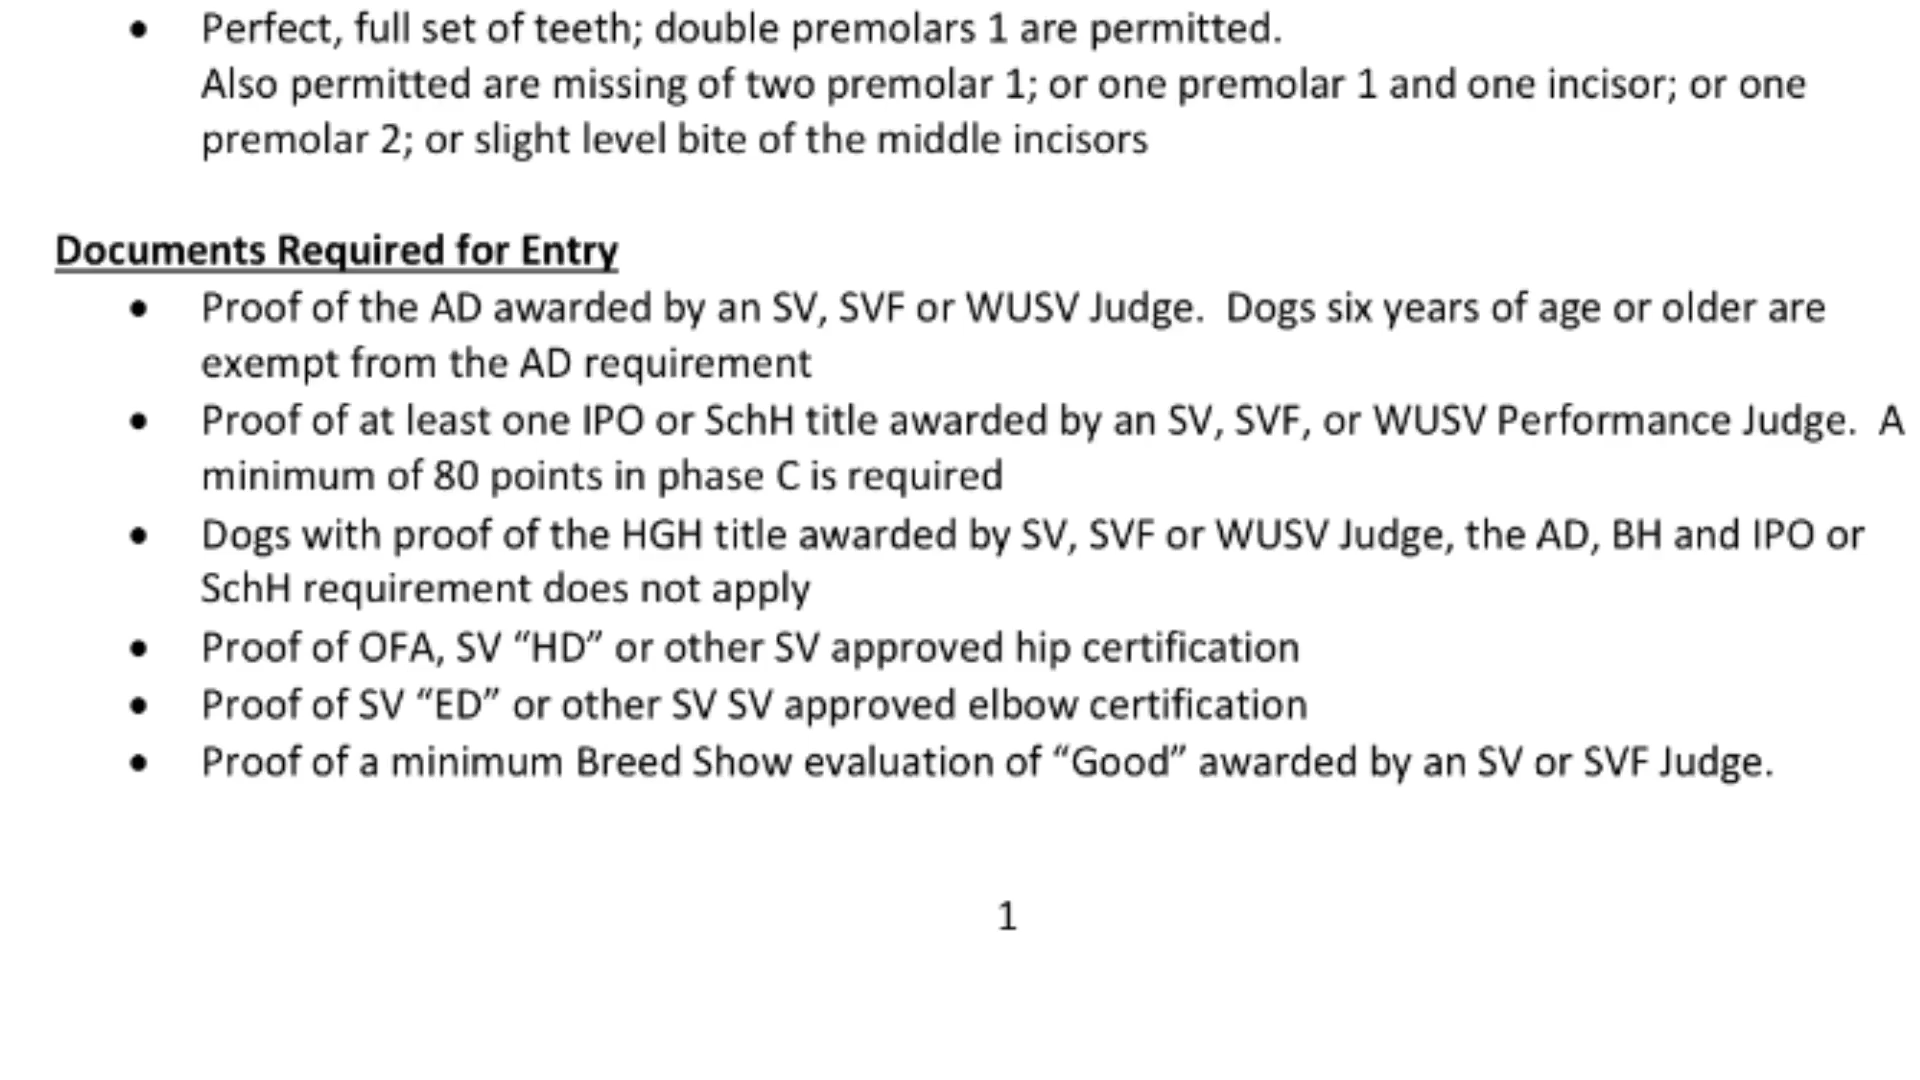 • Perfect, full set of teeth; double premolars 1 are permitted.
Also permitted are missing of two premolar 1; or one premolar 1 and one incisor; or one
premolar 2; or slight level bite of the middle incisors
Documents Required for Entry
• Proof of the AD awarded by an SV, SVF or WUSV Judge.  Dogs six years of age or older are
exempt from the AD requirement
• Proof of at least one IPO or SchH title awarded by an SV, SVF, or WUSV Performance Judge.  A
minimum of 80 points in phase C is required
• Dogs with proof of the HGH title awarded by SV, SVF or WUSV Judge, the AD, BH and IPO or
SchH requirement does not apply
• Proof of OFA, SV “HD” or other SV approved hip certification
• Proof of SV “ED” or other SV SV approved elbow certification
• Proof of a minimum Breed Show evaluation of “Good” awarded by an SV or SVF Judge.
1